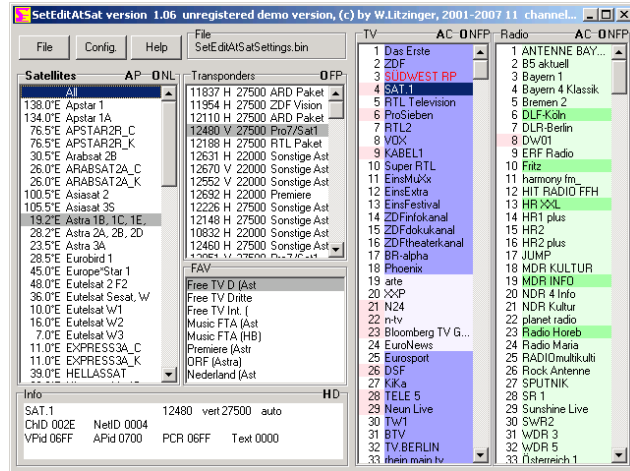 SetEditAtSat version 1.06 unregistered demo version, (c) by W.Litzinger, 2001-2007 11 channel...
File Config. Help
File
SetEditAtSatSettings.bin
Satellites AP ONL
All
138.0°E Apstar 1
134.0°E Apstar 1A
76.5°E APSTAR2R_C
76.5°E APSTAR2R_K
30.5°E Arabsat 2B
26.0°E ARABSAT2A_C
26.0°E ARABSAT2A_K
100.5°E Asiasat 2
105.5°E Asiasat 3S
19.2°E Astra 1B, 1C, 1E,
28.2°E Astra 2A, 2B, 2D
23.5°E Astra 3A
28.5°E Eurobird 1
45.0°E Europe*Star 1
48.0°E Eutelsat 2 F2
36.0°E Eutelsat Sesat, W
10.0°E Eutelsat W1
16.0°E Eutelsat W2
7.0°E Eutelsat W3
11.0°E EXPRESS3A_C
11.0°E EXPRESS3A_K
39.0°E HELLASSAT
Transponders OFP
11837 H 27500 ARD Paket
11954 H 27500 ZDF Vision
12110 H 27500 ARD Paket
12480 V 27500 Pro7/Sat1
12188 H 27500 RTL Paket
12631 H 22000 Sonstige Ast
12670 V 22000 Sonstige Ast
12552 V 22000 Sonstige Ast
12692 H 22000 Premiere
12226 H 27500 Sonstige Ast
12148 H 27500 Sonstige Ast
10832 H 22000 Sonstige Ast
12460 H 27500 Sonstige Ast
12051 V 27500 Pro7/Sat1
FAV
Free TV D (Ast
Free TV Dritte
Free TV Int. (
Music FTA (Ast
Music FTA (HB)
Premiere (Astr
ORF (Astra)
Nederland (Ast
Info HD
SAT.1 12480 vert 27500 auto
ChID 002E NetID 0004
VPid 06FF APid 0700 PCR 06FF Text 0000
TV AC ONFP
1 Das Erste
2 ZDF
3 SÜDWEST RP
4 SAT.1
5 RTL Television
6 ProSieben
7 RTL2
8 VOX
9 KABEL1
10 Super RTL
11 EinsMuXx
12 EinsExtra
13 EinsFestival
14 ZDFinfokanal
15 ZDFdokukanal
16 ZDFtheaterkanal
17 BR-alpha
18 Phoenix
19 arte
20 XXP
21 N24
22 n-tv
23 Bloomberg TV G...
24 EuroNews
25 Eurosport
26 DSF
27 KiKa
28 TELE 5
29 Neun Live
30 TW1
31 BTV
32 TV.BERLIN
33 rhein main tv
Radio AC ONFP
1 ANTENNE BAY...
2 B5 aktuell
3 Bayern 1
4 Bayern 4 Klassik
5 Bremen 2
6 DLF-Köln
7 DLR-Berlin
8 DW01
9 ERF Radio
10 Fritz
11 harmony fm_
12 HIT RADIO FFH
13 HR XXL
14 HR1 plus
15 HR2
16 HR2 plus
17 JUMP
18 MDR KULTUR
19 MDR INFO
20 NDR 4 Info
21 NDR Kultur
22 planet radio
23 Radio Horeb
24 Radio Maria
25 RADIOmultikulti
26 Rock Antenne
27 SPUTNIK
28 SR 1
29 Sunshine Live
30 SWR2
31 WDR 3
32 WDR 5
33 Österreich 1